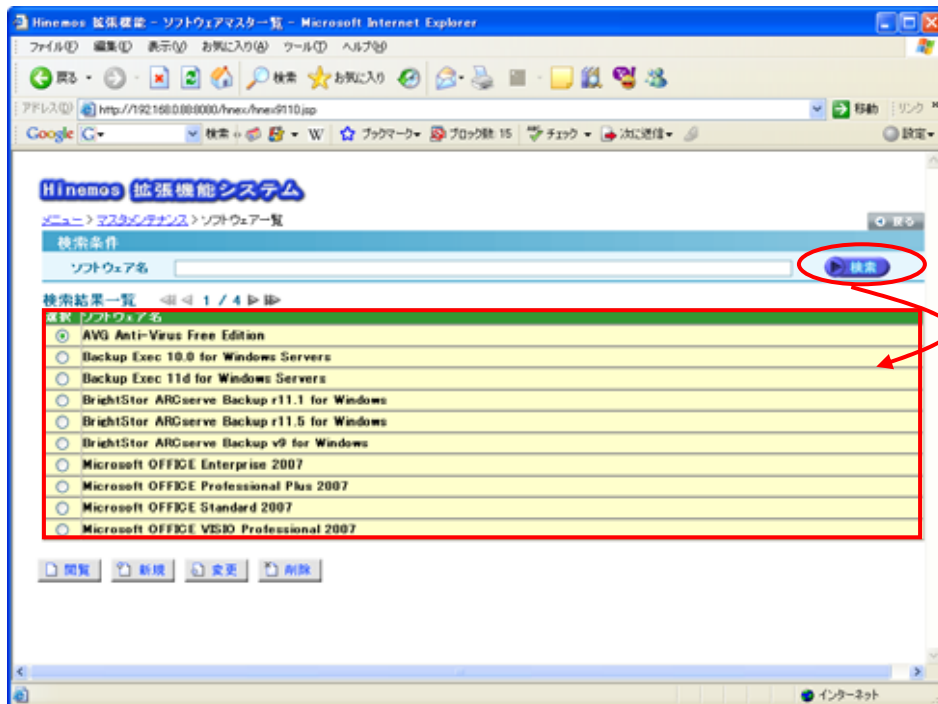 Hinemos 拡張機能 - ソフトウェアマスター覧 - Microsoft Internet Explorer
ファイル(F) 編集(E) 表示(V) お気に入り(A) ツール(T) ヘルプ(H)
戻る 検索 お気に入り
アドレス(D) http://192.168.0.88:8080/hnex/hnex9110.jsp 移動 リンク
Google G 検索 W ブックマーク ブロック数: 15 チェック 次に送信 設定
Hinemos 拡張機能システム
メニュー > マスタメンテナンス > ソフトウェアー覧 戻る
検索条件
ソフトウェア名 検索
検索結果一覧 1 / 4
選択 ソフトウェア名
AVG Anti-Virus Free Edition
Backup Exec 10.0 for Windows Servers
Backup Exec 11d for Windows Servers
BrightStor ARCserve Backup r11.1 for Windows
BrightStor ARCserve Backup r11.5 for Windows
BrightStor ARCserve Backup v9 for Windows
Microsoft OFFICE Enterprise 2007
Microsoft OFFICE Professional Plus 2007
Microsoft OFFICE Standard 2007
Microsoft OFFICE VISIO Professional 2007
閲覧 新規 変更 削除
インターネット